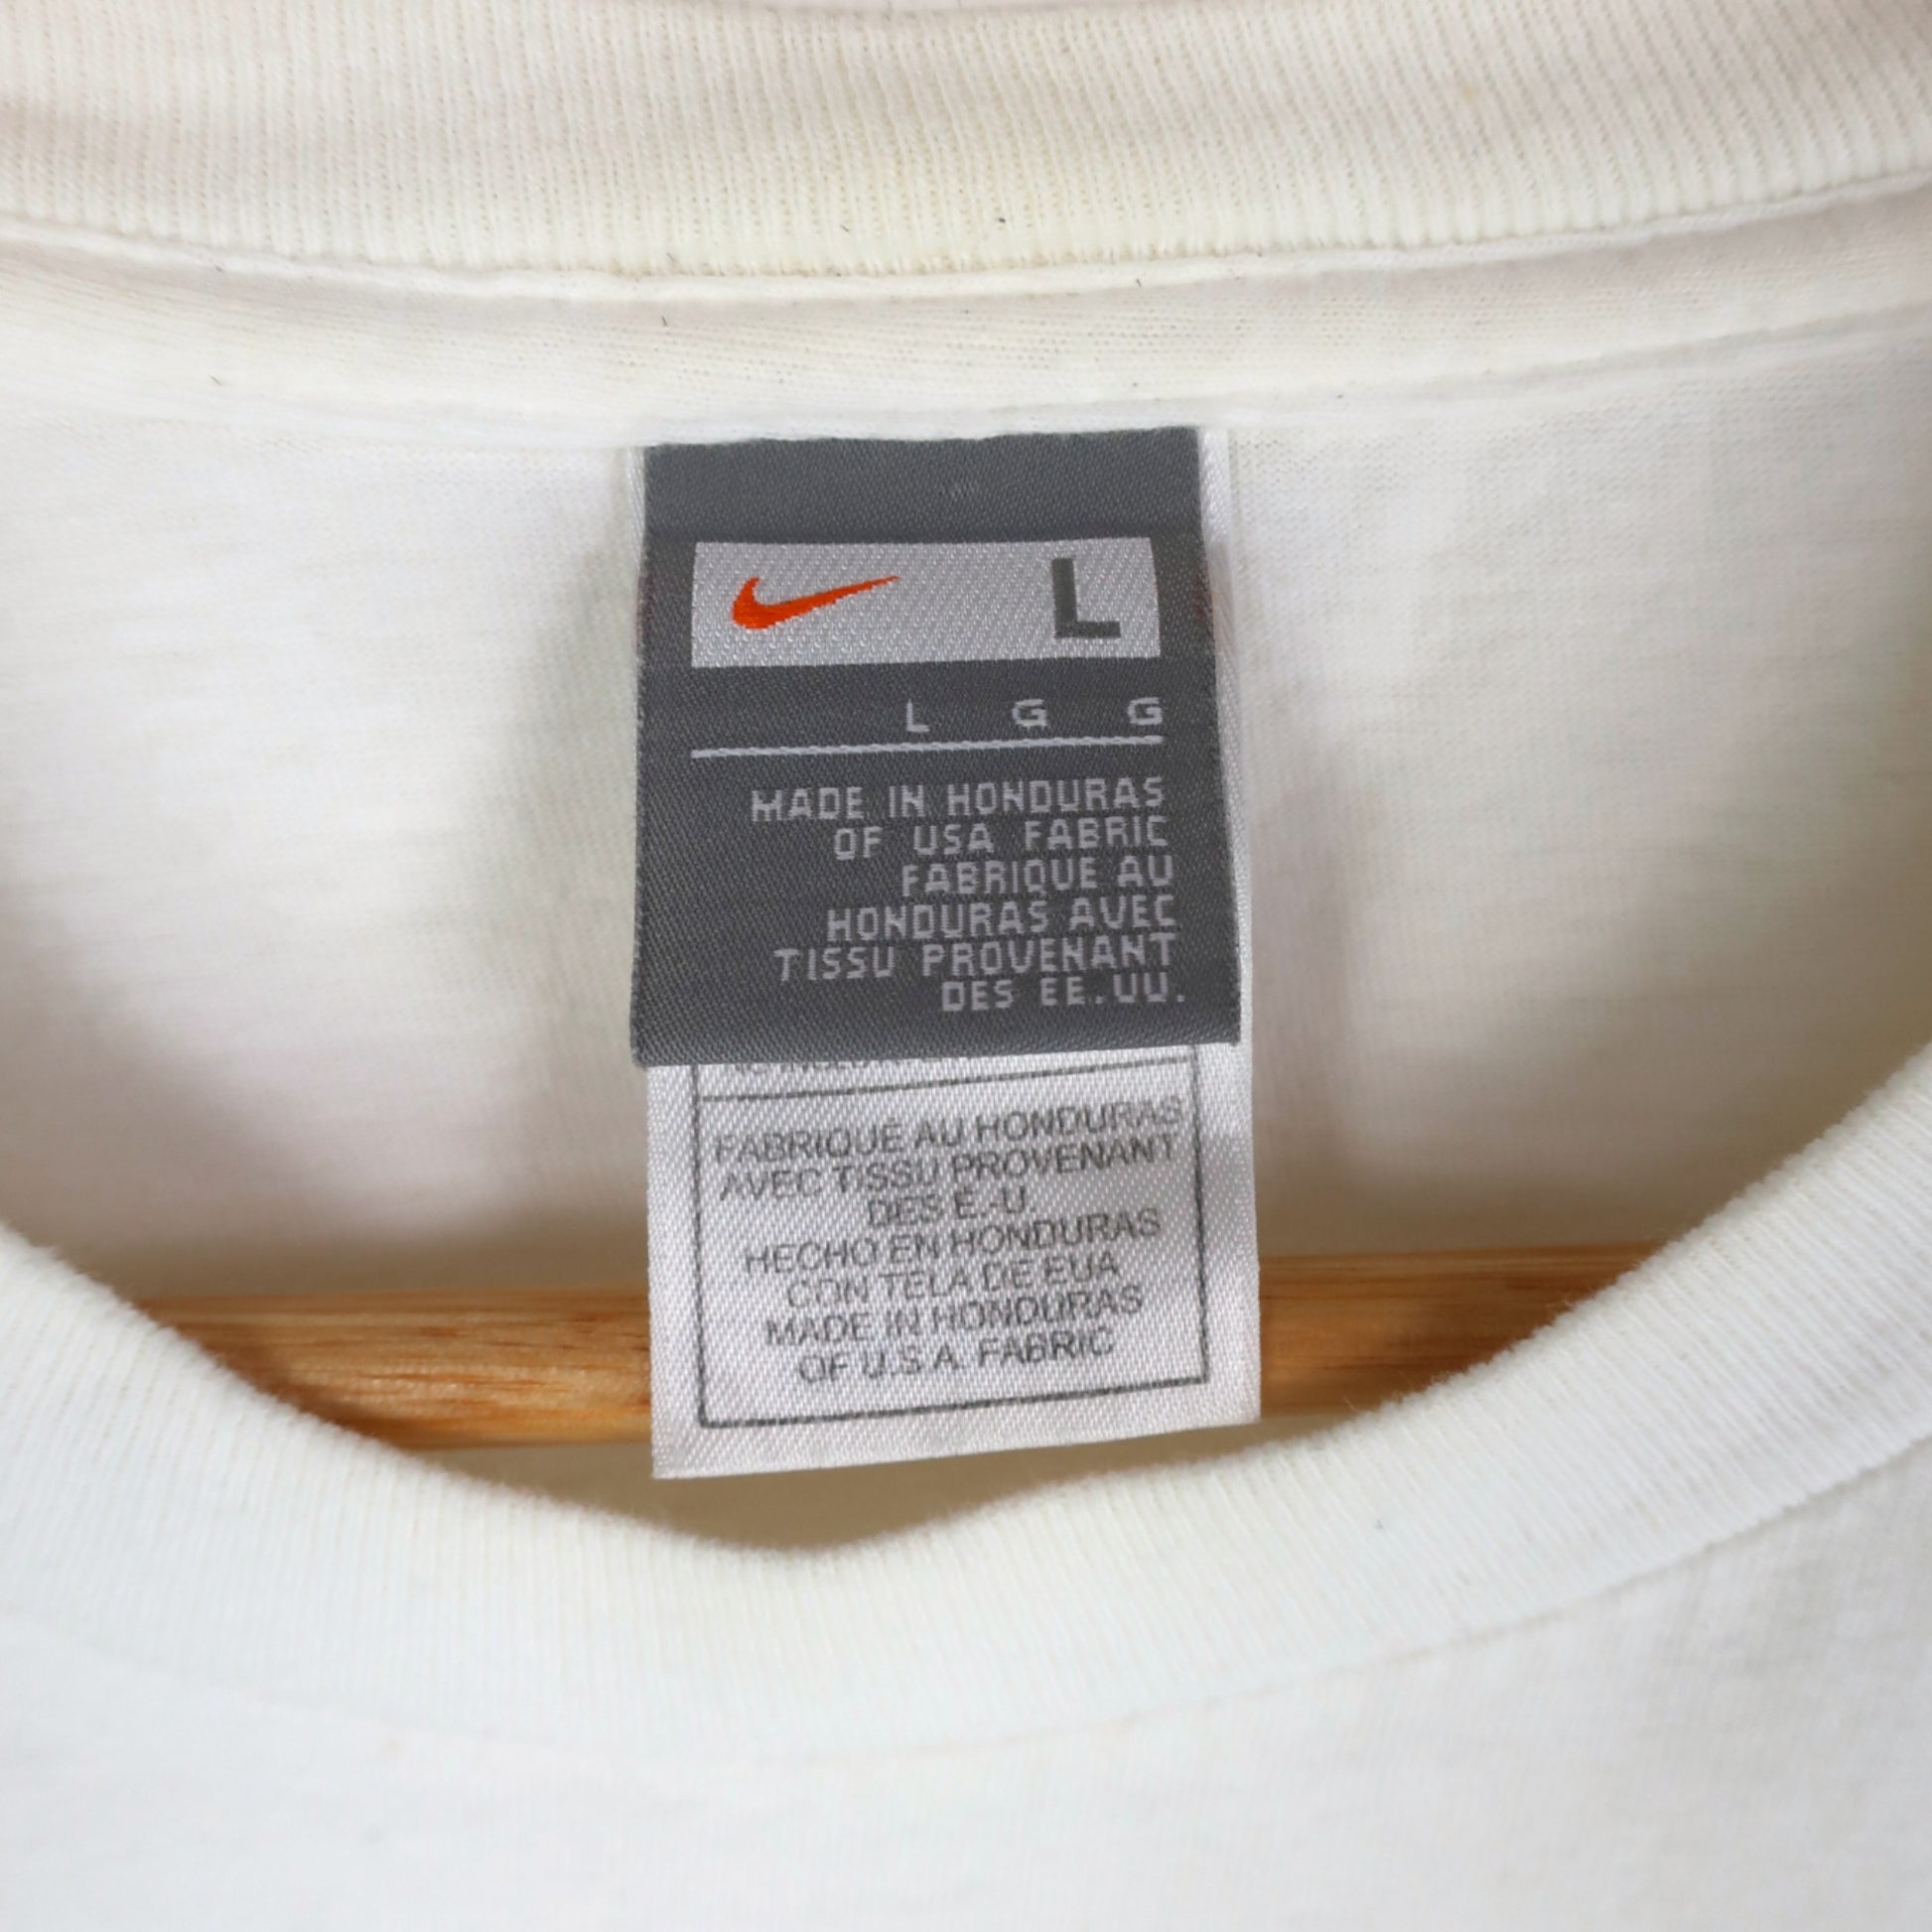 L
L G G
MADE IN HONDURAS
OF USA FABRIC
FABRIQUE AU
HONDURAS AVEC
TISSU PROVENANT
DES EE.UU.
FABRIQUÉ AU HONDURAS
AVEC TISSU PROVENANT
DES É.-U.
HECHO EN HONDURAS
CON TELA DE EUA
MADE IN HONDURAS
OF U.S.A. FABRIC